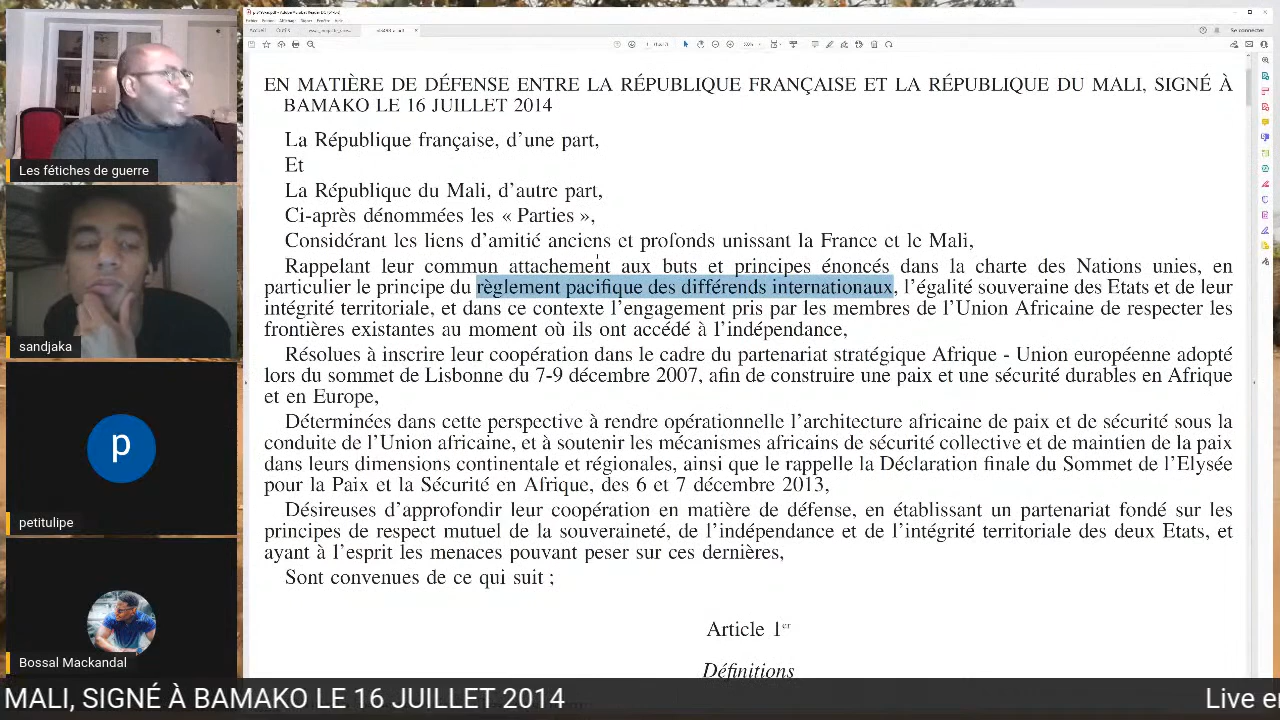 Accueil Outils
Se connecter
EN MATIÈRE DE DÉFENSE ENTRE LA RÉPUBLIQUE FRANÇAISE ET LA RÉPUBLIQUE DU MALI, SIGNÉ À
BAMAKO LE 16 JUILLET 2014
La République française, d’une part,
Et
La République du Mali, d’autre part,
Ci-après dénommées les « Parties »,
Considérant les liens d’amitié anciens et profonds unissant la France et le Mali,
Rappelant leur commun attachement aux buts et principes énoncés dans la charte des Nations unies, en
particulier le principe du règlement pacifique des différends internationaux, l’égalité souveraine des Etats et de leur
intégrité territoriale, et dans ce contexte l’engagement pris par les membres de l’Union Africaine de respecter les
frontières existantes au moment où ils ont accédé à l’indépendance,
Résolues à inscrire leur coopération dans le cadre du partenariat stratégique Afrique - Union européenne adopté
lors du sommet de Lisbonne du 7-9 décembre 2007, afin de construire une paix et une sécurité durables en Afrique
et en Europe,
Déterminées dans cette perspective à rendre opérationnelle l’architecture africaine de paix et de sécurité sous la
conduite de l’Union africaine, et à soutenir les mécanismes africains de sécurité collective et de maintien de la paix
dans leurs dimensions continentale et régionales, ainsi que le rappelle la Déclaration finale du Sommet de l’Elysée
pour la Paix et la Sécurité en Afrique, des 6 et 7 décembre 2013,
Désireuses d’approfondir leur coopération en matière de défense, en établissant un partenariat fondé sur les
principes de respect mutuel de la souveraineté, de l’indépendance et de l’intégrité territoriale des deux Etats, et
ayant à l’esprit les menaces pouvant peser sur ces dernières,
Sont convenues de ce qui suit ;
Article 1er
Définitions
Les fétiches de guerre
sandjaka
p
petitulipe
Bossal Mackandal
MALI, SIGNÉ À BAMAKO LE 16 JUILLET 2014
Live e